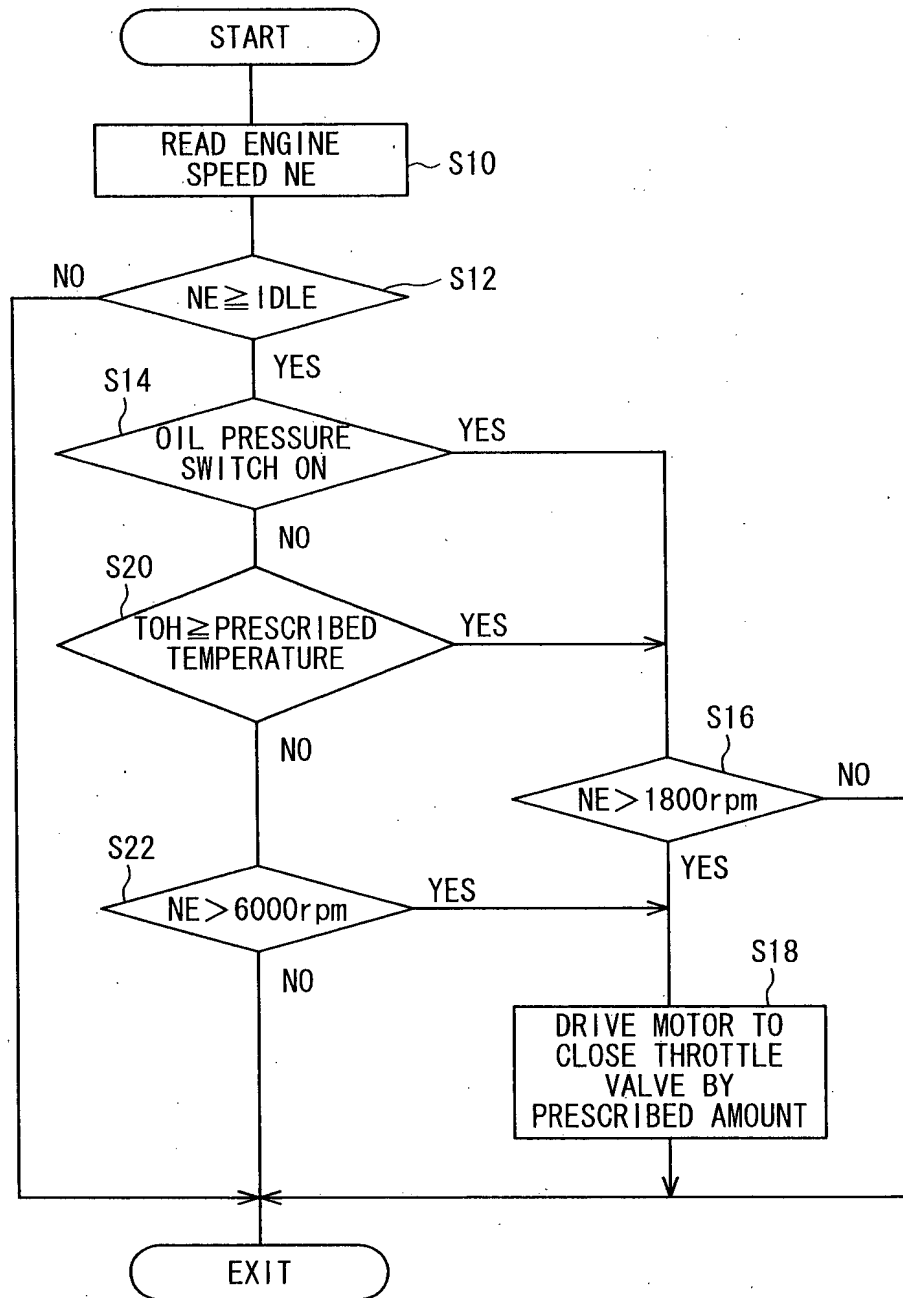 START
READ ENGINE
SPEED NE
S10
NO
NE≧IDLE
S12
YES
S14
OIL PRESSURE
SWITCH ON
YES
NO
S20
TOH≧PRESCRIBED
TEMPERATURE
YES
NO
S16
NE>1800rpm
NO
YES
S22
NE>6000rpm
YES
NO
S18
DRIVE MOTOR TO
CLOSE THROTTLE
VALVE BY
PRESCRIBED AMOUNT
EXIT